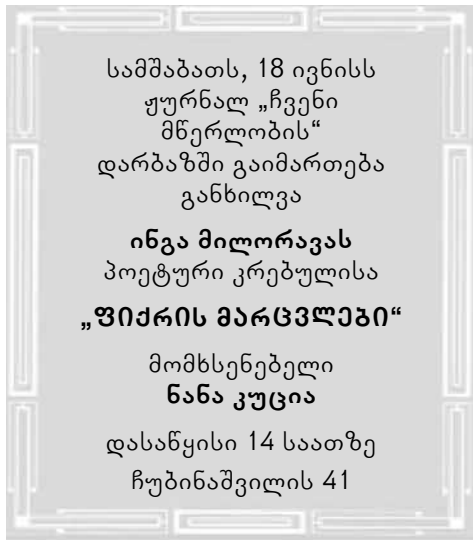 სამშაბათს, 18 ივნისს
ჟურნალ „ჩვენი
მწერლობის“
დარბაზში გაიმართება
განხილვა
ინგა მილორავას
პოეტური კრებულისა
„ფიქრის მარცვლები“
მომხსენებელი
ნანა კუცია
დასაწყისი 14 საათზე
ჩუბინაშვილის 41